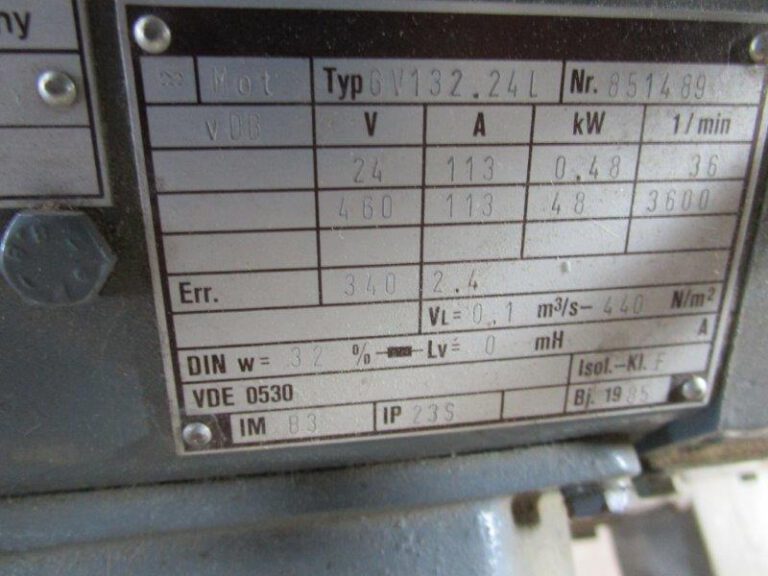 ny
Mot Typ GV132.24L Nr. 851489
V A kW 1/min
24 113 0.48 36
460 113 48 3600
Err. 340 2.4
VL= 0.1 m³/s– 440 N/m²
DIN w= 32 % Lv= 0 mH A
VDE 0530 Isol.–Kl. F
IM B3 IP 23S Bj. 1985